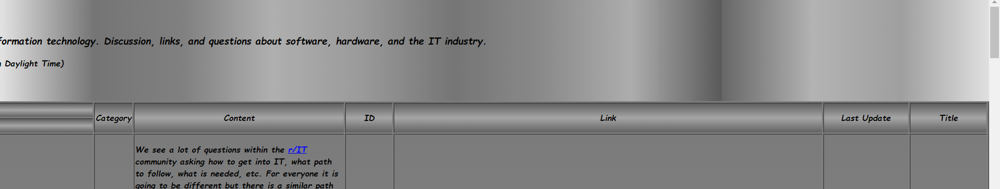 formation technology. Discussion, links, and questions about software, hardware, and the IT industry.
Daylight Time)
Category Content ID Link Last Update Title
We see a lot of questions within the r/IT
community asking how to get into IT, what path
to follow, what is needed, etc. For everyone it is
going to be different but there is a similar path